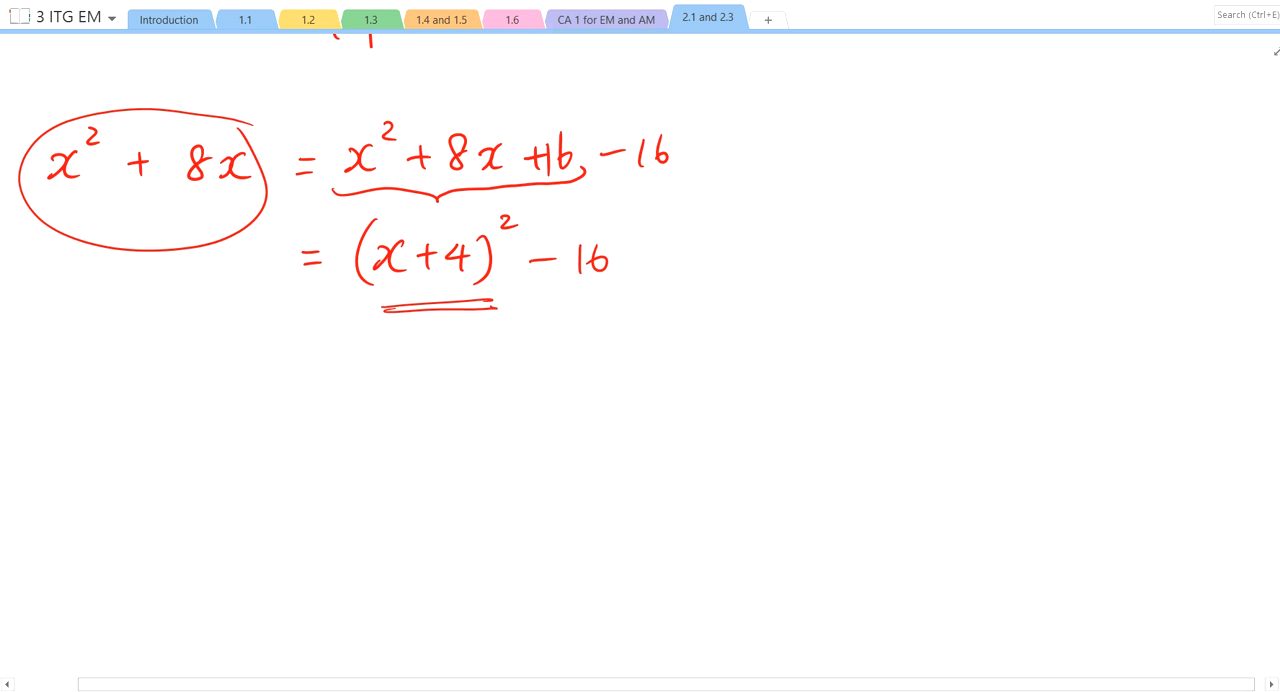 3 ITG EM
Introduction
1.1
1.2
1.3
1.4 and 1.5
1.6
CA 1 for EM and AM
2.1 and 2.3
+
Search (Ctrl+E)
x² + 8x = x² + 8x + 16 - 16
= (x + 4)² - 16